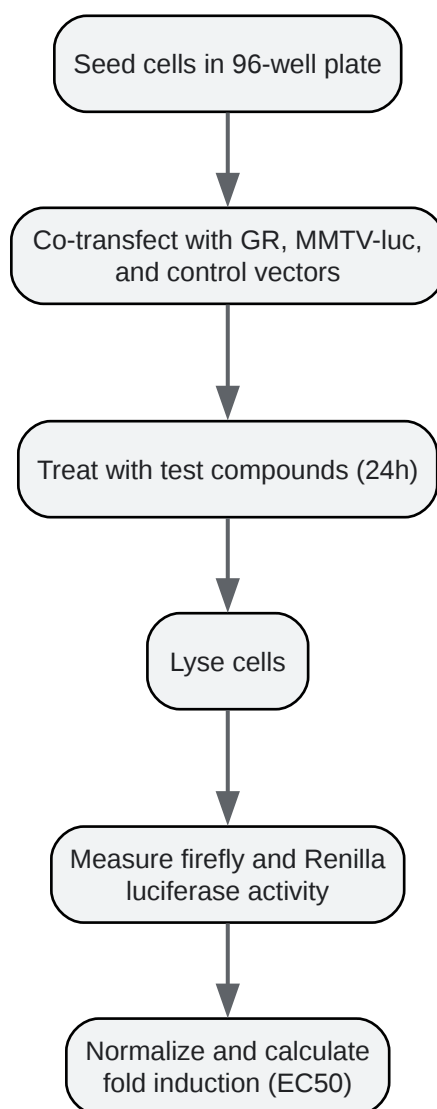 Seed cells in 96-well plate
Co-transfect with GR, MMTV-luc,
and control vectors
Treat with test compounds (24h)
Lyse cells
Measure firefly and Renilla
luciferase activity
Normalize and calculate
fold induction (EC50)